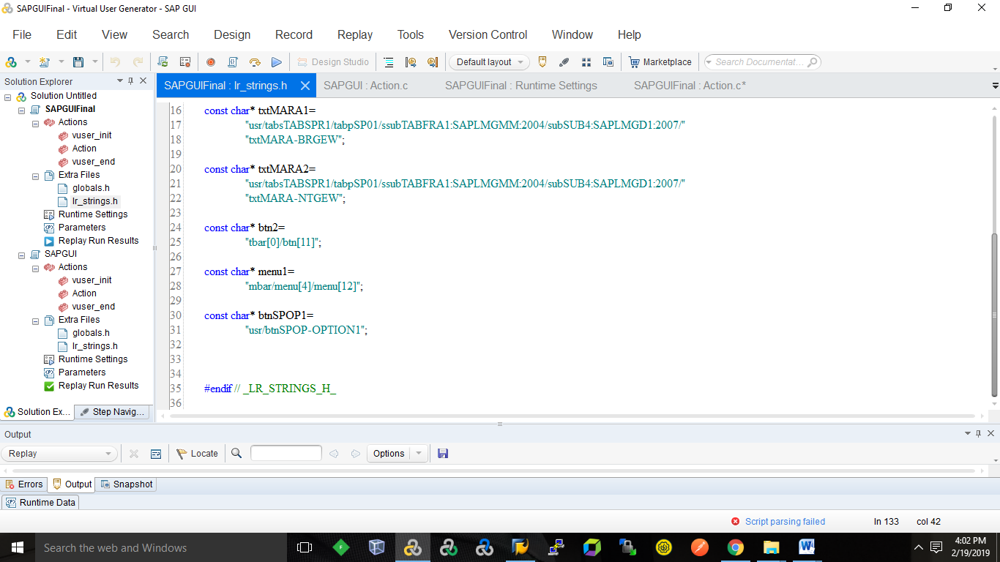 SAPGUIFinal - Virtual User Generator - SAP GUI
File Edit View Search Design Record Replay Tools Version Control Window Help
Design Studio Default layout Marketplace Search Documentat...
Solution Explorer
SAPGUIFinal : lr_strings.h SAPGUI : Action.c SAPGUIFinal : Runtime Settings SAPGUIFinal : Action.c*
Solution Untitled
SAPGUIFinal
Actions
vuser_init
Action
vuser_end
Extra Files
globals.h
lr_strings.h
Runtime Settings
Parameters
Replay Run Results
SAPGUI
Actions
vuser_init
Action
vuser_end
Extra Files
globals.h
lr_strings.h
Runtime Settings
Parameters
Replay Run Results
Solution Ex... Step Navig...
16 const char* txtMARA1=
17 "usr/tabsTABSPR1/tabpSP01/ssubTABFRA1:SAPLMGMM:2004/subSUB4:SAPLMGD1:2007/"
18 "txtMARA-BRGEW";
19
20 const char* txtMARA2=
21 "usr/tabsTABSPR1/tabpSP01/ssubTABFRA1:SAPLMGMM:2004/subSUB4:SAPLMGD1:2007/"
22 "txtMARA-NTGEW";
23
24 const char* btn2=
25 "tbar[0]/btn[11]";
26
27 const char* menu1=
28 "mbar/menu[4]/menu[12]";
29
30 const char* btnSPOP1=
31 "usr/btnSPOP-OPTION1";
32
33
34
35 #endif // _LR_STRINGS_H_
36
Output
Replay Locate Options
Errors Output Snapshot
Runtime Data
Script parsing failed ln 133 col 42
Search the web and Windows
4:02 PM
2/19/2019